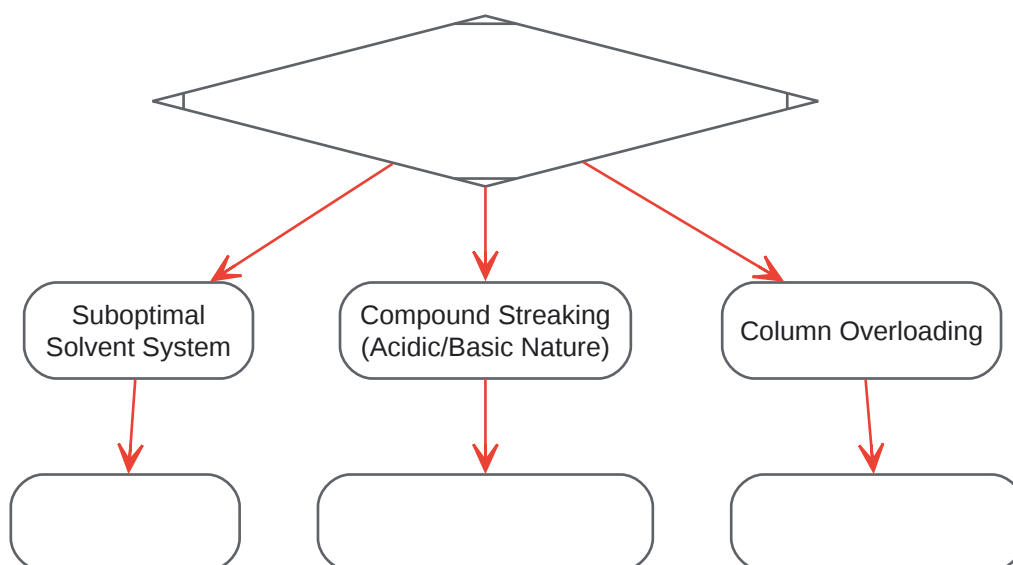 Suboptimal
Solvent System
Compound Streaking
(Acidic/Basic Nature)
Column Overloading